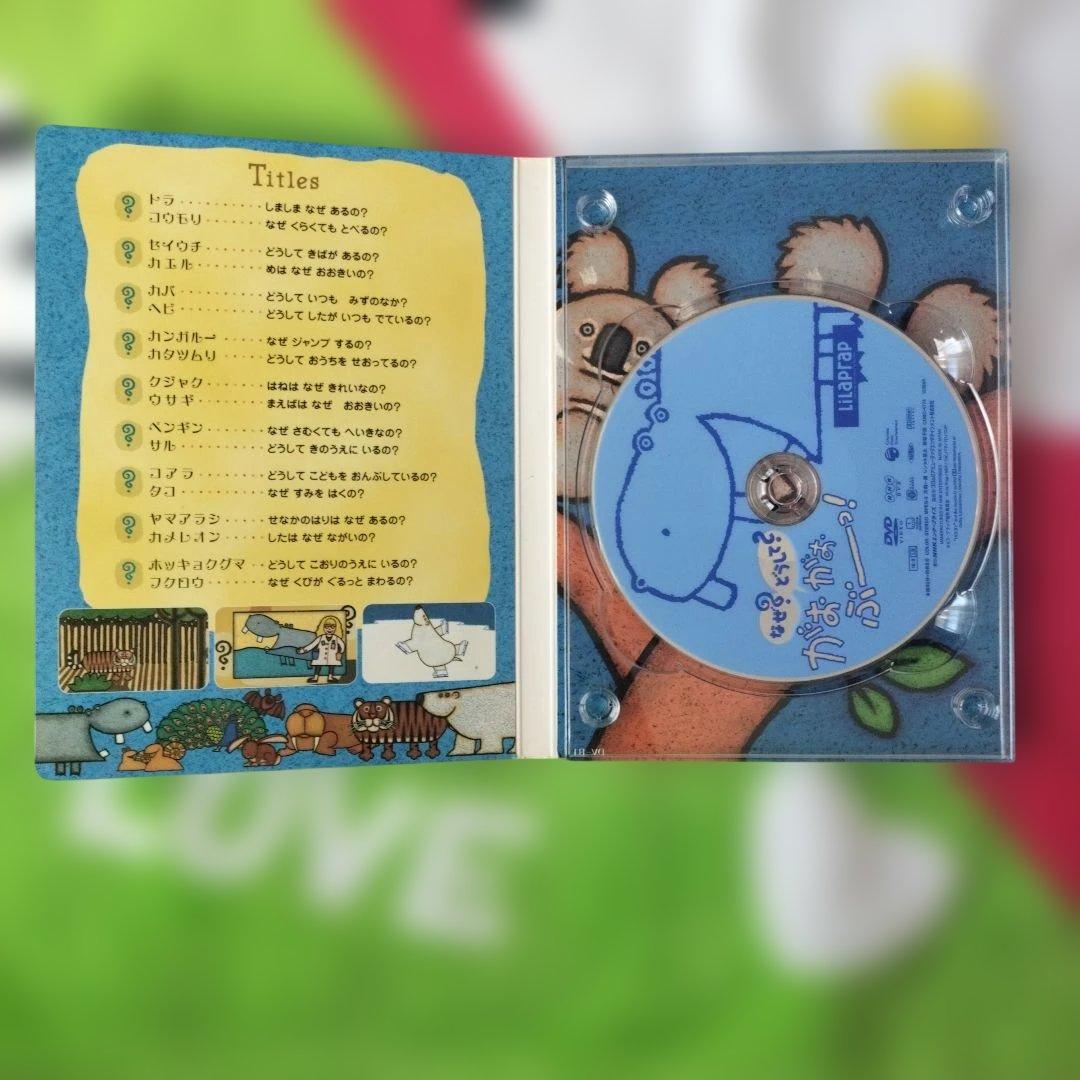 Titles
トラ・・・・・・・・・・しましま なぜ あるの?
コウモリ・・・・・・・なぜ くらくても とべるの?
セイウチ・・・・・・・どうして きばが あるの?
カエル・・・・・・・・めは なぜ おおきいの?
カバ・・・・・・・・・・どうして いつも みずのなか?
ヘビ・・・・・・・・・・どうして したが いつも でているの?
カンガルー・・・・・なぜ ジャンプ するの?
カタツムリ・・・・・どうして おうちを せおってるの?
クジャク・・・・・・・はねは なぜ きれいなの?
ウサギ・・・・・・・・まえばは なぜ おおきいの?
ペンギン・・・・・・・なぜ さむくても へいきなの?
サル・・・・・・・・・・どうして きのうえに いるの?
コアラ・・・・・・・・どうして こどもを おんぶしているの?
タコ・・・・・・・・・・なぜ すみを はくの?
ヤマアラシ・・・・・せなかのはりは なぜ あるの?
カメレオン・・・・・したは なぜ ながいの?
ホッキョクグマ・・どうして こおりのうえに いるの?
フクロウ・・・・・・・なぜ くびが ぐるっと まわるの?
LiLaPraP
がお がお
ぶーっ!
DVD
VIDEO
NHK
DVD
LOVE